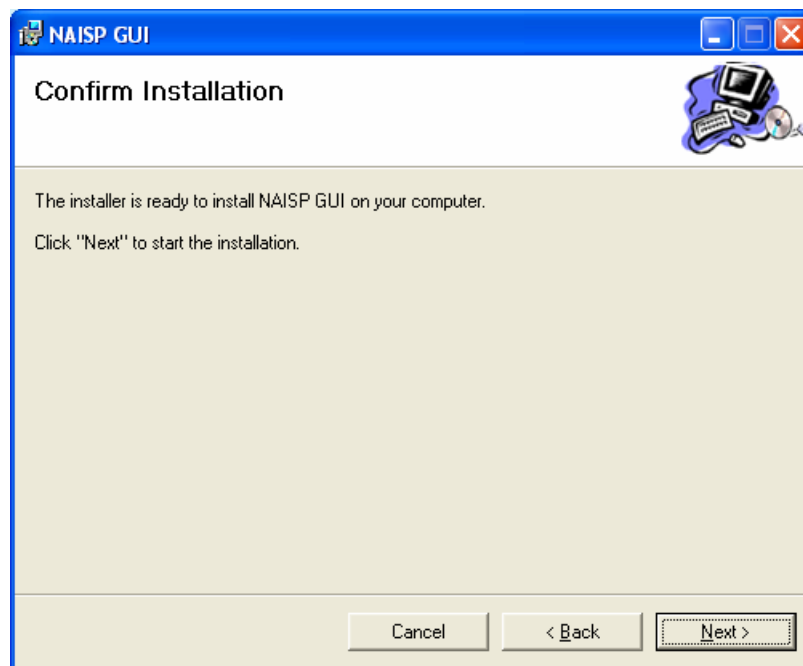 NAISP GUI
Confirm Installation
The installer is ready to install NAISP GUI on your computer.
Click "Next" to start the installation.
Cancel
< Back
Next >